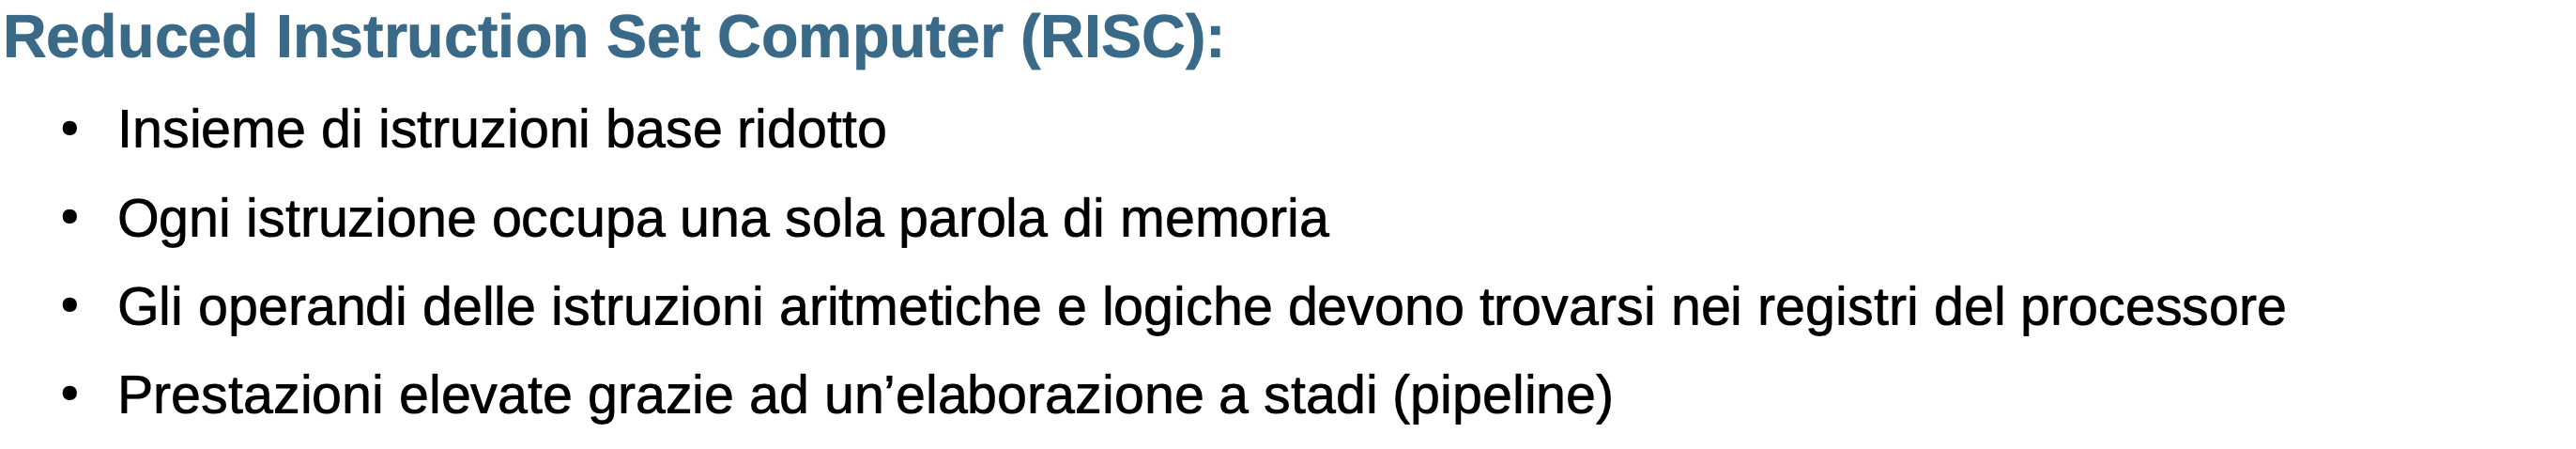 Reduced Instruction Set Computer (RISC):
• Insieme di istruzioni base ridotto
• Ogni istruzione occupa una sola parola di memoria
• Gli operandi delle istruzioni aritmetiche e logiche devono trovarsi nei registri del processore
• Prestazioni elevate grazie ad un’elaborazione a stadi (pipeline)